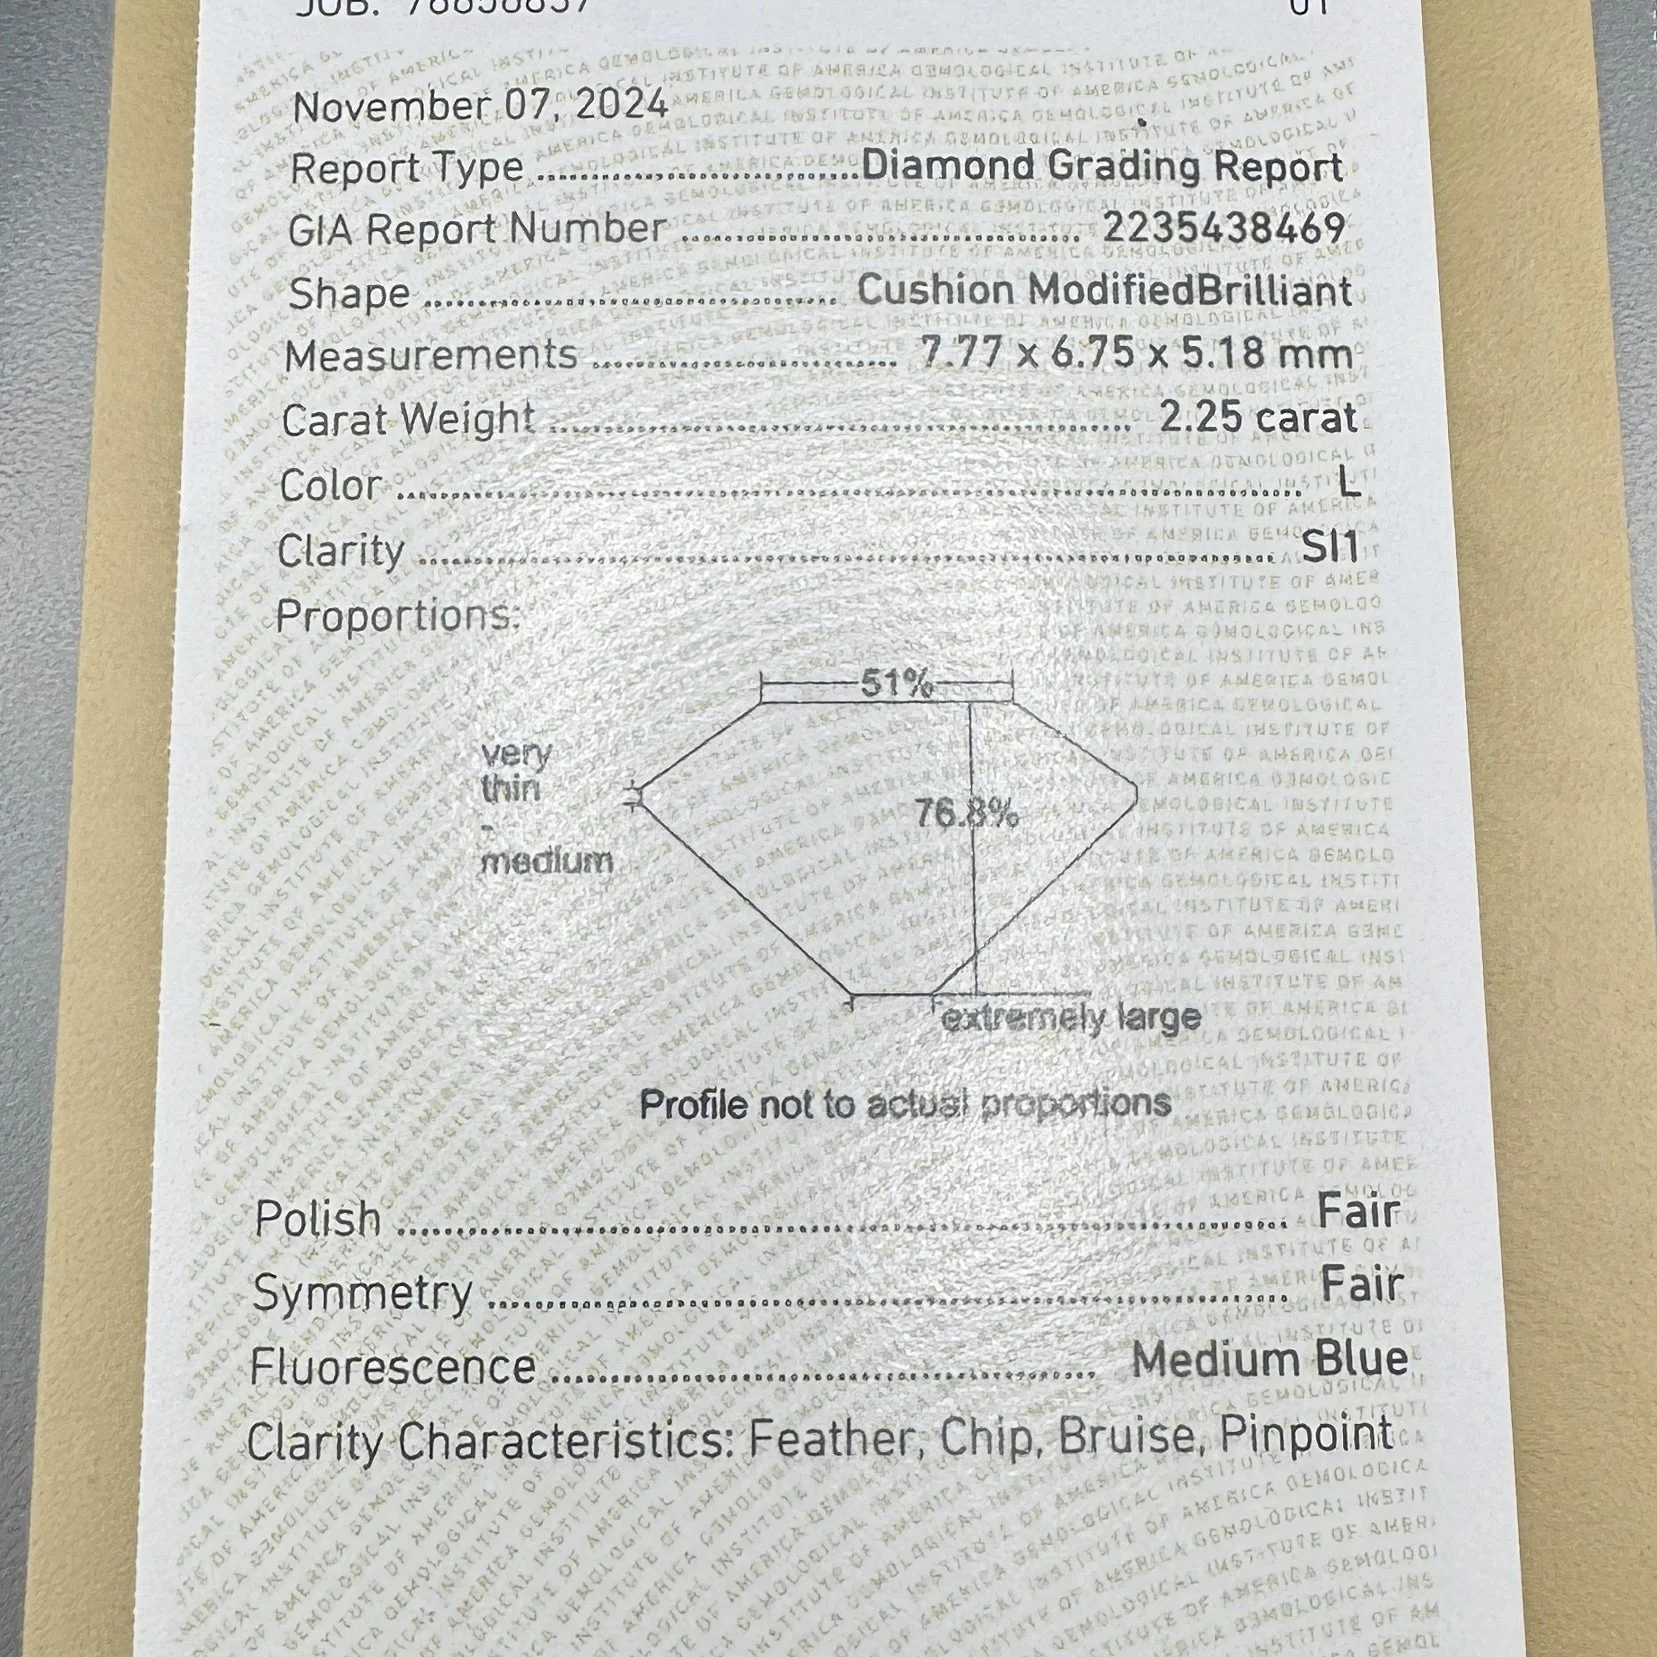 November 07, 2024
Report Type Diamond Grading Report
GIA Report Number 2235438469
Shape Cushion ModifiedBrilliant
Measurements 7.77 x 6.75 x 5.18 mm
Carat Weight 2.25 carat
Color L
Clarity SI1
Proportions:
51%
very
thin
-
medium
76.8%
extremely large
Profile not to actual proportions
Polish Fair
Symmetry Fair
Fluorescence Medium Blue
Clarity Characteristics: Feather, Chip, Bruise, Pinpoint